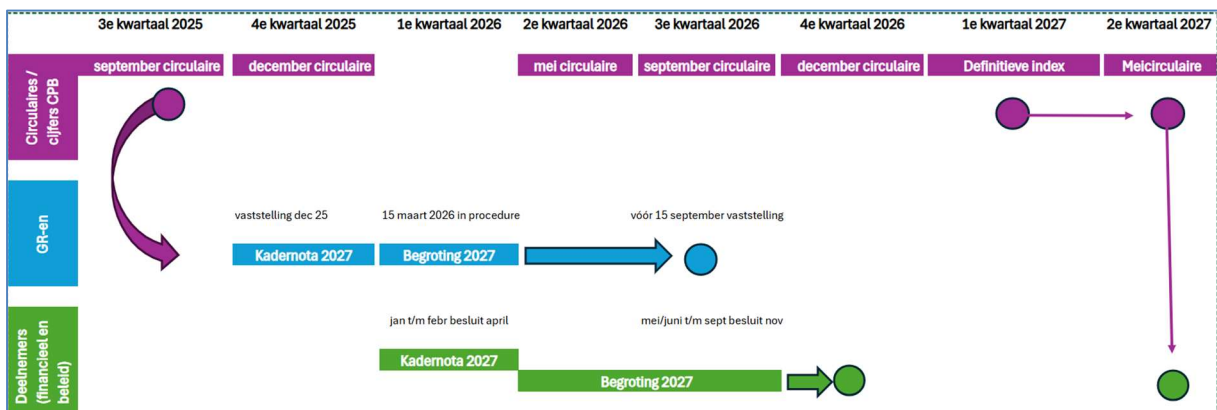 3e kwartaal 2025 4e kwartaal 2025 1e kwartaal 2026 2e kwartaal 2026 3e kwartaal 2026 4e kwartaal 2026 1e kwartaal 2027 2e kwartaal 2027
september circulaire december circulaire mei circulaire september circulaire december circulaire Definitieve index Meicirculaire
Circulaires /
cijfers CPB
GR-en
vaststelling dec 25 15 maart 2026 in procedure vóór 15 september vaststelling
Kadernota 2027 Begroting 2027
Deelnemers
(financieel en
beleid)
jan t/m febr besluit april mei/juni t/m sept besluit nov
Kadernota 2027
Begroting 2027